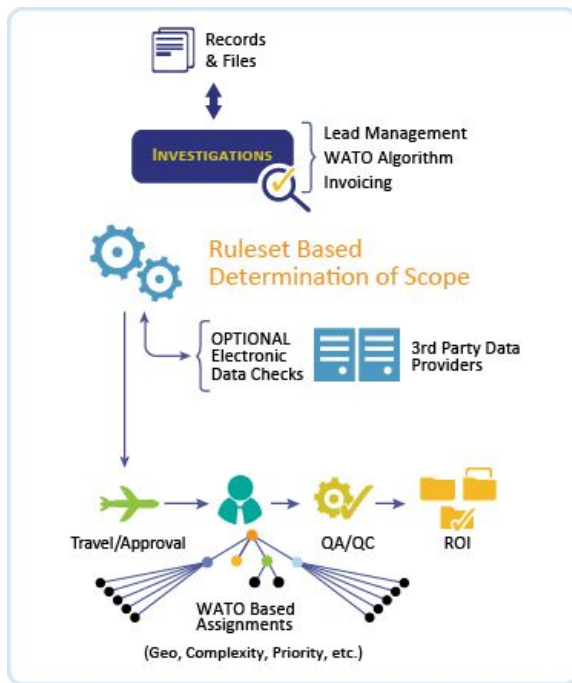 Records
& Files
INVESTIGATIONS
Lead Management
WATO Algorithm
Invoicing
Ruleset Based
Determination of Scope
OPTIONAL
Electronic
Data Checks
3rd Party Data
Providers
Travel/Approval
QA/QC
ROI
WATO Based
Assignments
(Geo, Complexity, Priority, etc.)